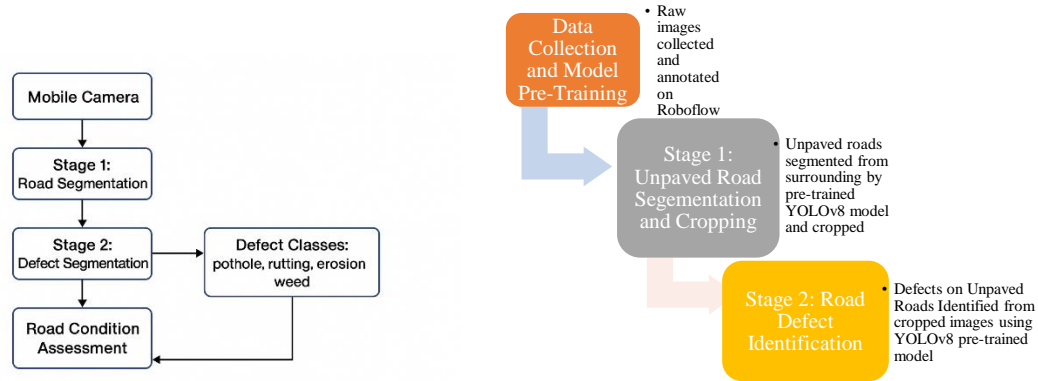 Mobile Camera
Stage 1:
Road Segmentation
Stage 2:
Defect Segmentation
Defect Classes:
pothole, rutting, erosion
weed
Road Condition
Assessment
Data
Collection
and Model
Pre-Training
• Raw
images
collected
and
annotated
on
Roboflow
Stage 1:
Unpaved Road
Segementation
and Cropping
• Unpaved roads
segmented from
surrounding by
pre-trained
YOLOv8 model
and cropped
Stage 2: Road
Defect
Identification
• Defects on Unpaved
Roads Identified from
cropped images using
YOLOv8 pre-trained
model